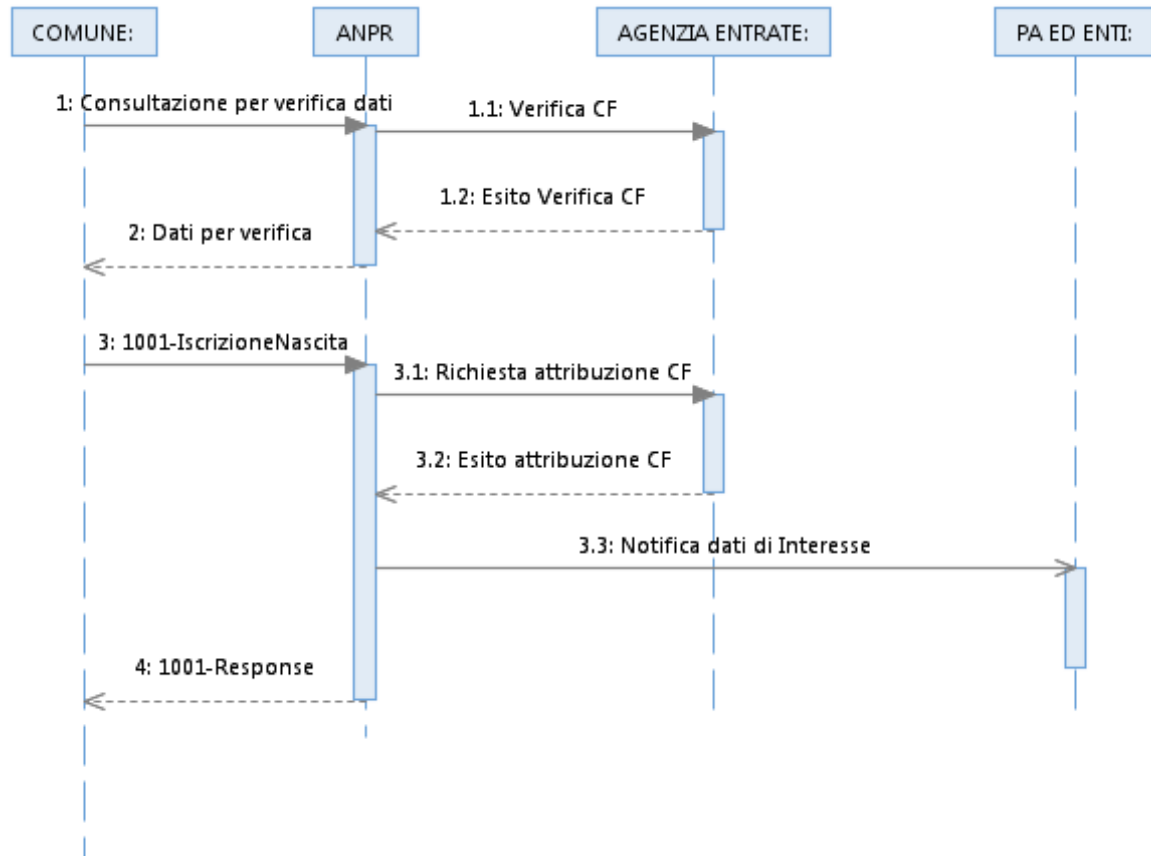 COMUNE:
ANPR
AGENZIA ENTRATE:
PA ED ENTI:
1: Consultazione per verifica dati
1.1: Verifica CF
1.2: Esito Verifica CF
2: Dati per verifica
3: 1001-IscrizioneNascita
3.1: Richiesta attribuzione CF
3.2: Esito attribuzione CF
3.3: Notifica dati di Interesse
4: 1001-Response